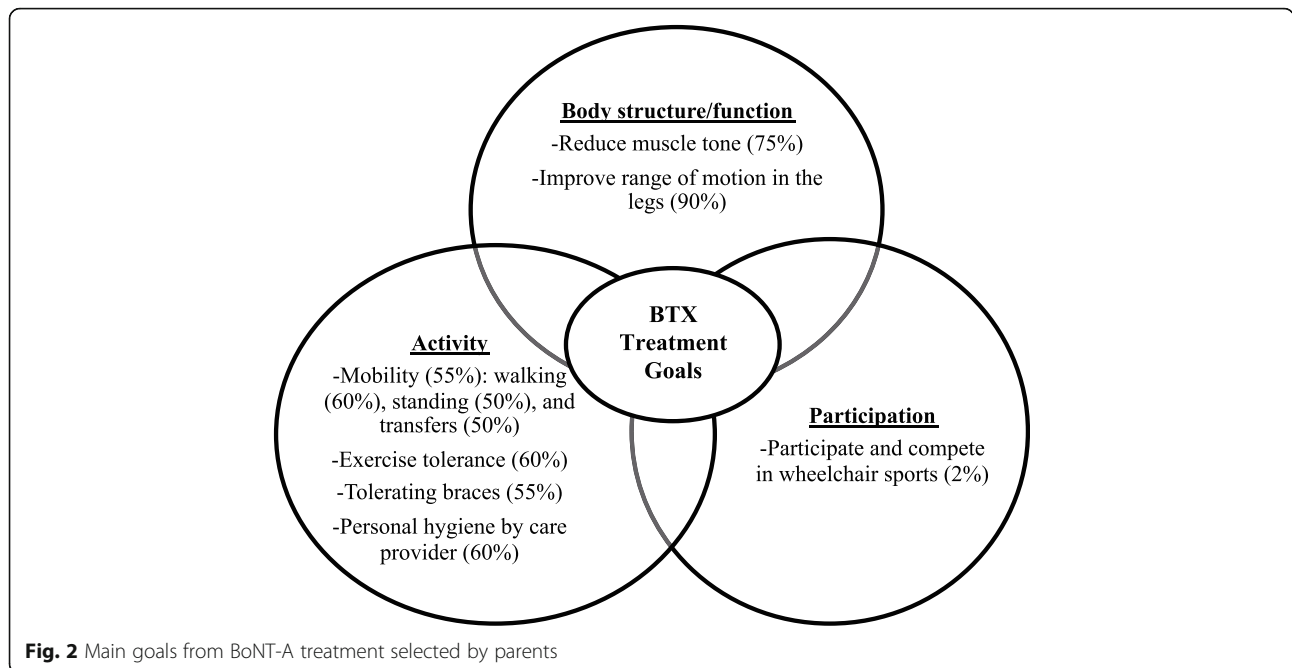 Body structure/function
-Reduce muscle tone (75%)
-Improve range of motion in the
legs (90%)
BTX
Treatment
Goals
Activity
-Mobility (55%): walking
(60%), standing (50%), and
transfers (50%)
-Exercise tolerance (60%)
-Tolerating braces (55%)
-Personal hygiene by care
provider (60%)
Participation
-Participate and compete
in wheelchair sports (2%)
Fig. 2 Main goals from BoNT-A treatment selected by parents